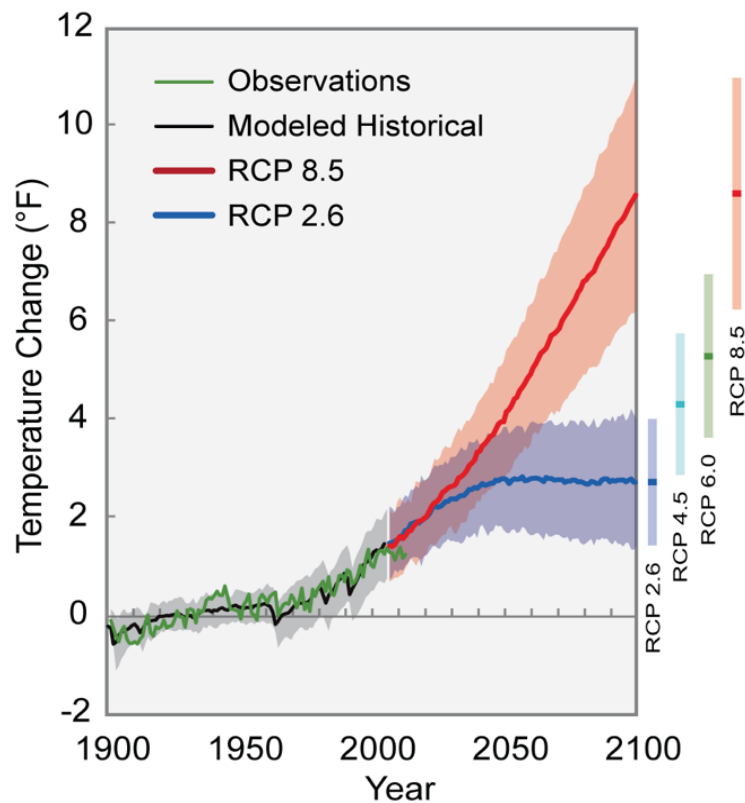 12
10
8
6
4
2
0
-2
Temperature Change (°F)
Observations
Modeled Historical
RCP 8.5
RCP 2.6
1900
1950
2000
2050
2100
Year
RCP 2.6
RCP 4.5
RCP 6.0
RCP 8.5